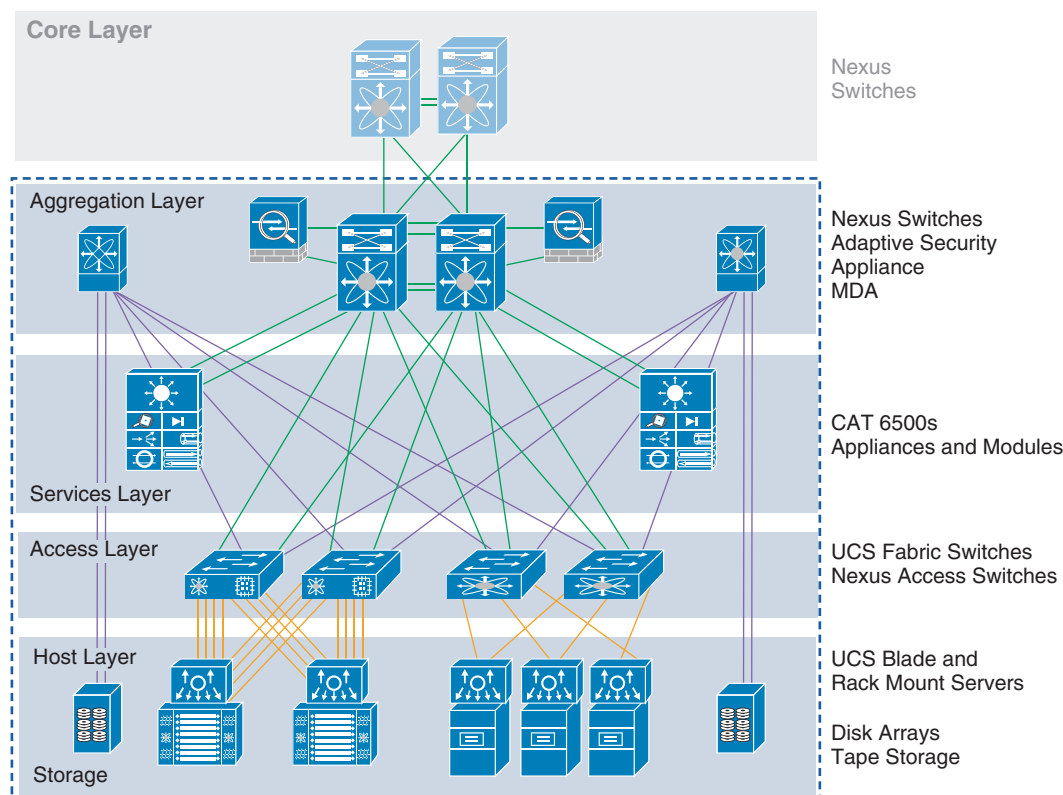 Core Layer
Nexus
Switches
Aggregation Layer
Nexus Switches
Adaptive Security
Appliance
MDA
CAT 6500s
Appliances and Modules
Services Layer
Access Layer
UCS Fabric Switches
Nexus Access Switches
Host Layer
UCS Blade and
Rack Mount Servers
Disk Arrays
Tape Storage
Storage